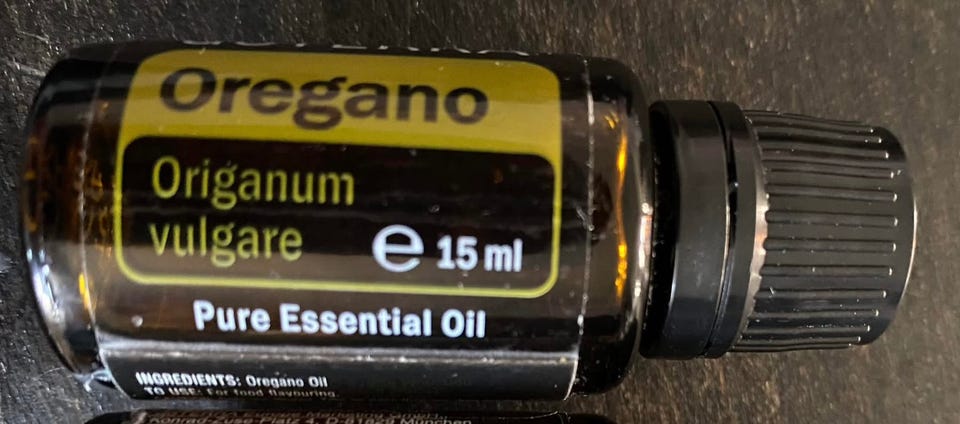 Oregano
Origanum
vulgare
℮ 15 ml
Pure Essential Oil
INGREDIENTS: Oregano Oil
TO USE: For food flavouring
Konrad-Zuse-Platz 4, D-81829 München